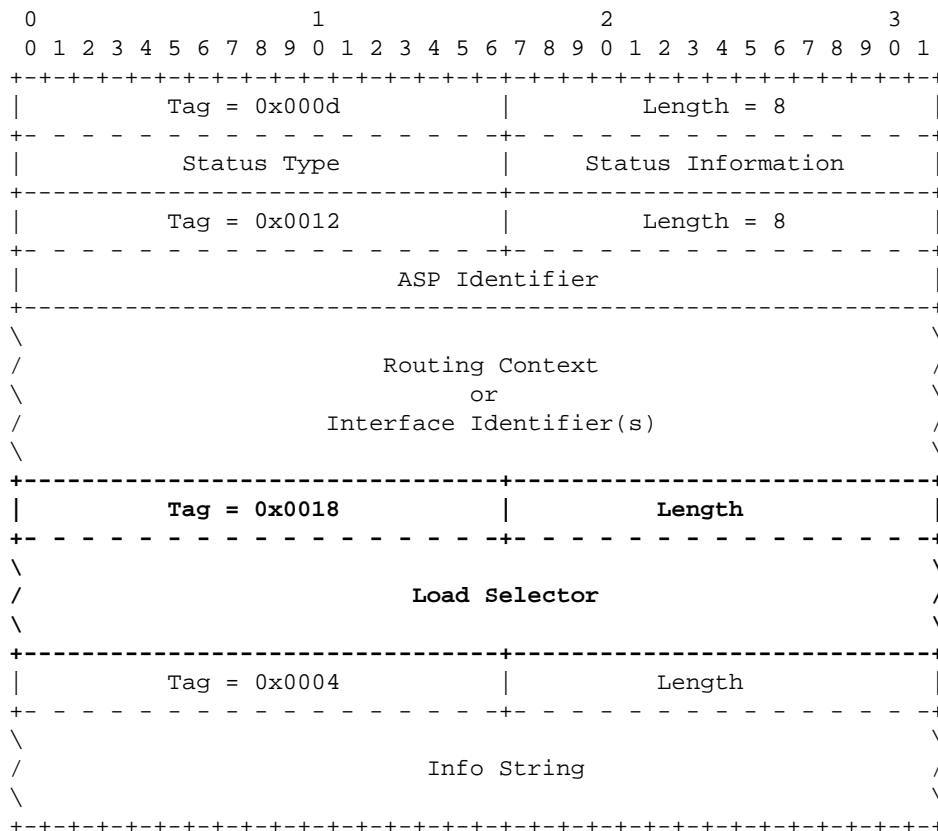 0                   1                   2                   3
0 1 2 3 4 5 6 7 8 9 0 1 2 3 4 5 6 7 8 9 0 1 2 3 4 5 6 7 8 9 0 1
+-+-+-+-+-+-+-+-+-+-+-+-+-+-+-+-+-+-+-+-+-+-+-+-+-+-+-+-+-+-+-+-+
|          Tag = 0x000d           |         Length = 8          |
+- - - - - - - - - - - - - - - - -+- - - - - - - - - - - - - - -+
|           Status Type           |     Status Information      |
+---------------------------------+-----------------------------+
|          Tag = 0x0012           |         Length = 8          |
+- - - - - - - - - - - - - - - - -+- - - - - - - - - - - - - - -+
|                          ASP Identifier                       |
+---------------------------------------------------------------+
\                                                               \
/                         Routing Context                       /
\                               or                              \
/                     Interface Identifier(s)                   /
\                                                               \
+---------------------------------+-----------------------------+
|          Tag = 0x0018           |          Length             |
+- - - - - - - - - - - - - - - - -+- - - - - - - - - - - - - - -+
\                                                               \
/                           Load Selector                       /
\                                                               \
+---------------------------------+-----------------------------+
|          Tag = 0x0004           |          Length             |
+- - - - - - - - - - - - - - - - -+- - - - - - - - - - - - - - -+
\                                                               \
/                            Info String                        /
\                                                               \
+-+-+-+-+-+-+-+-+-+-+-+-+-+-+-+-+-+-+-+-+-+-+-+-+-+-+-+-+-+-+-+-+